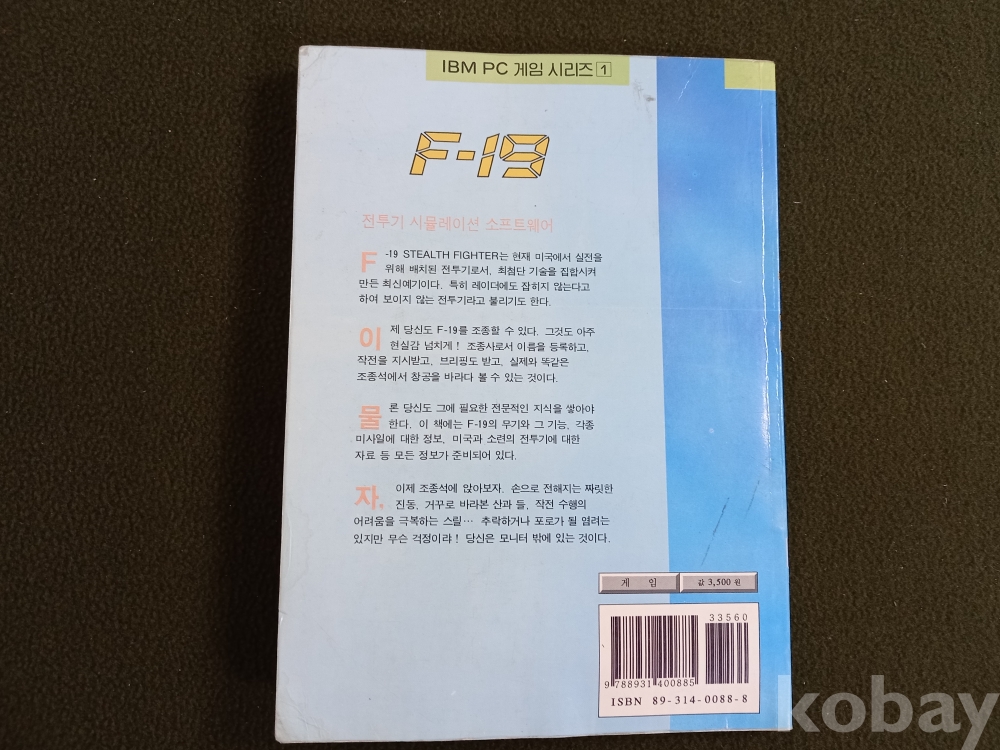 IBM PC 게임 시리즈 1
F-19
전투기 시뮬레이션 소프트웨어
F-19 STEALTH FIGHTER는 현재 미국에서 실전을
위해 배치된 전투기로서, 최첨단 기술을 집합시켜
만든 최신예기이다. 특히 레이더에도 잡히지 않는다고
하여 보이지 않는 전투기라고 불리기도 한다.
이제 당신도 F-19를 조종할 수 있다. 그것도 아주
현실감 넘치게! 조종사로서 이름을 등록하고,
작전을 지시받고, 브리핑도 받고, 실제와 똑같은
조종석에서 창공을 바라다 볼 수 있는 것이다.
물론 당신도 그에 필요한 전문적인 지식을 쌓아야
한다. 이 책에는 F-19의 무기와 그 기능, 각종
미사일에 대한 정보, 미국과 소련의 전투기에 대한
자료 등 모든 정보가 준비되어 있다.
자, 이제 조종석에 앉아보자. 손으로 전해지는 짜릿한
진동, 거꾸로 바라본 산과 들, 작전 수행의
어려움을 극복하는 스릴… 추락하거나 포로가 될 염려는
있지만 무슨 걱정이랴! 당신은 모니터 밖에 있는 것이다.
게 임 값 3,500 원
33560
9 788931 400885
ISBN 89-314-0088-8
kobay